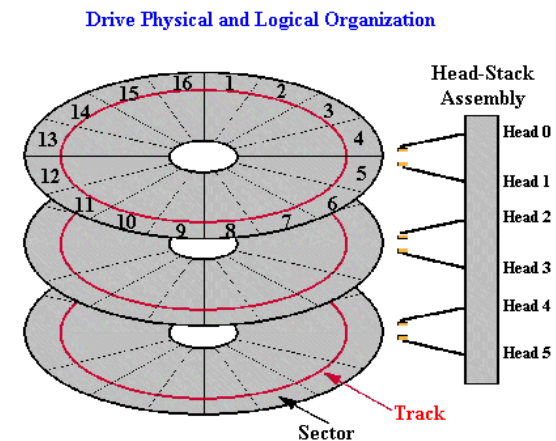 Drive Physical and Logical Organization
Head-Stack
Assembly
16 1
15 2
14 3
13 4
12 5
11 6
10 7
9 8
Head 0
Head 1
Head 2
Head 3
Head 4
Head 5
Track
Sector